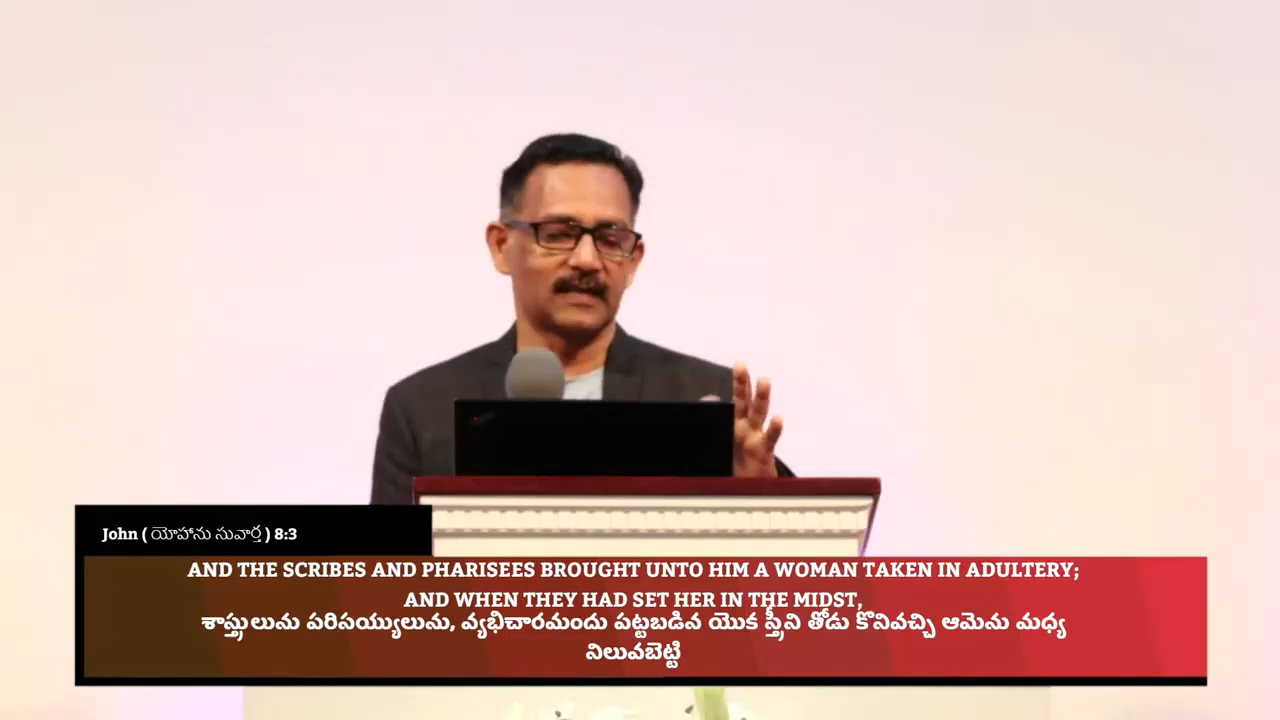 John ( యోహాను సువార్త ) 8:3
AND THE SCRIBES AND PHARISEES BROUGHT UNTO HIM A WOMAN TAKEN IN ADULTERY;
AND WHEN THEY HAD SET HER IN THE MIDST,
శాస్త్రులును పరిసయ్యులును, వ్యభిచారమందు పట్టబడిన యొక స్త్రీని తోడు కొనివచ్చి ఆమెను మధ్య
నిలువబెట్టి